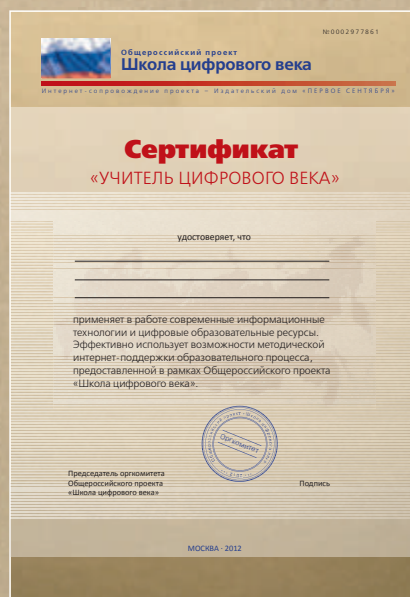 №0002977861
Общероссийский проект
Школа цифрового века
Интернет-сопровождение проекта – Издательский дом «ПЕРВОЕ СЕНТЯБРЯ»
Сертификат
«УЧИТЕЛЬ ЦИФРОВОГО ВЕКА»
удостоверяет, что
применяет в работе современные информационные
технологии и цифровые образовательные ресурсы.
Эффективно использует возможности методической
интернет-поддержки образовательного процесса,
предоставленной в рамках Общероссийского проекта
«Школа цифрового века».
Оргкомитет
Председатель оргкомитета
Общероссийского проекта
«Школа цифрового века»
Подпись
МОСКВА · 2012